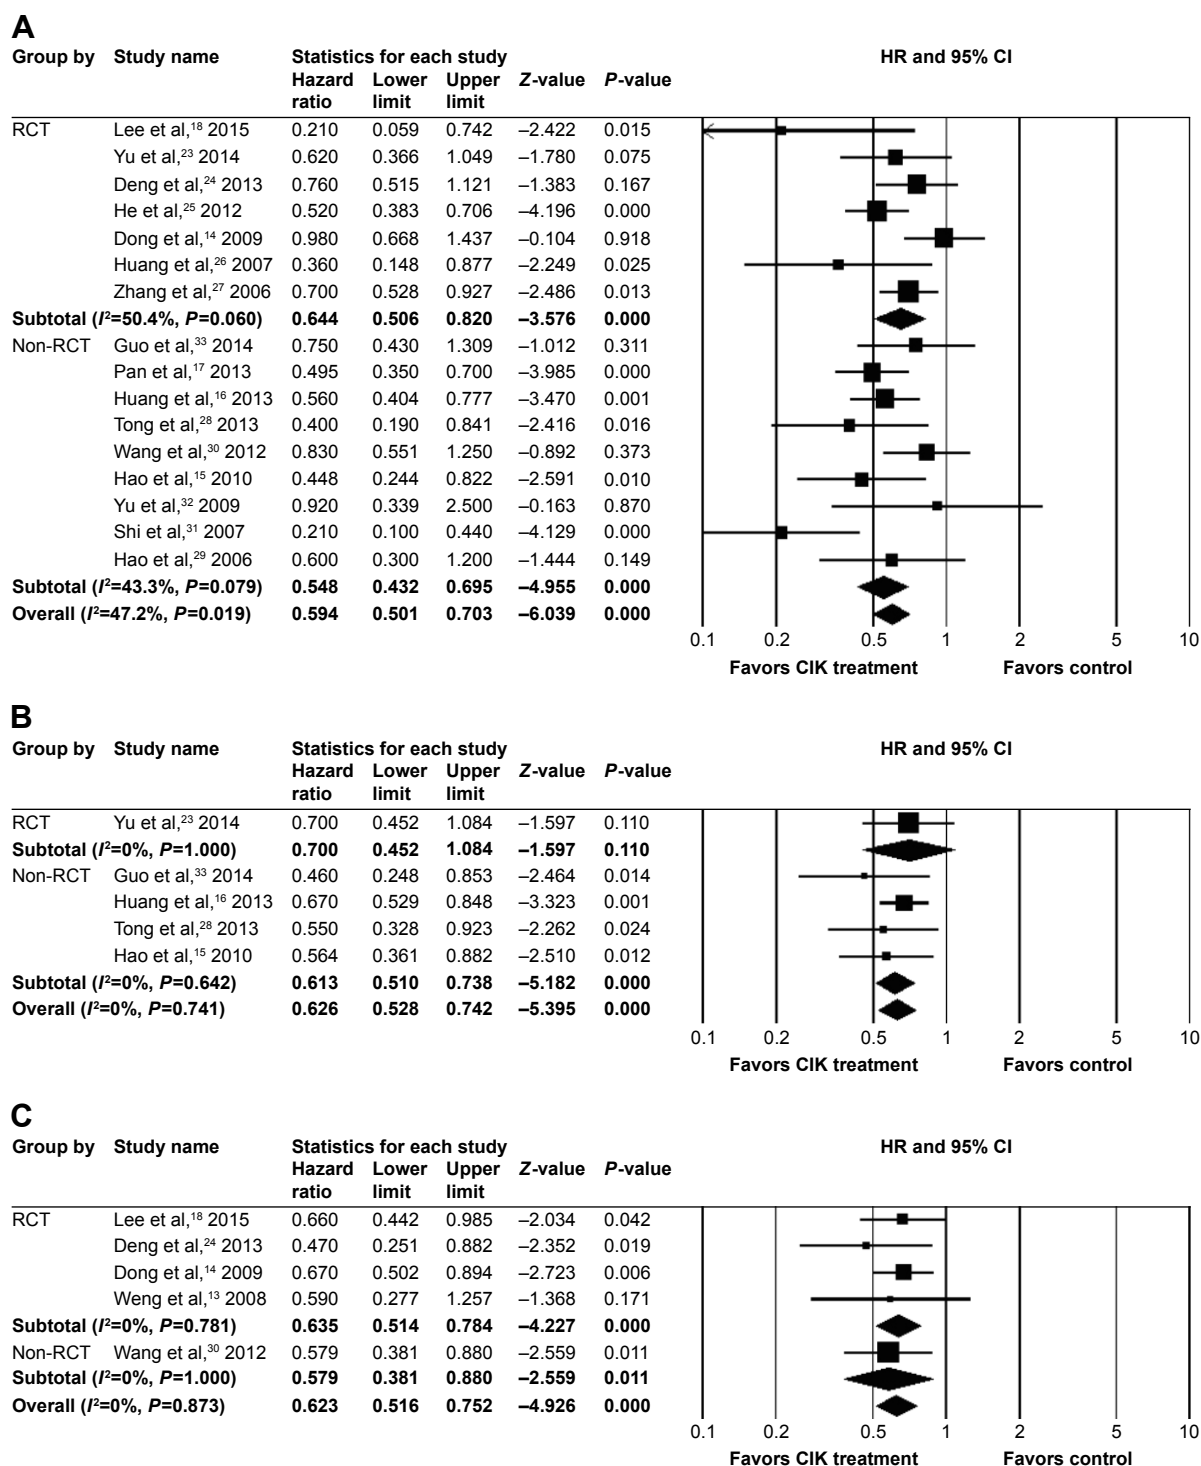 A
Group by Study name Statistics for each study HR and 95% CI
Hazard Lower Upper Z-value P-value
ratio limit limit
RCT Lee et al,18 2015 0.210 0.059 0.742 –2.422 0.015
Yu et al,23 2014 0.620 0.366 1.049 –1.780 0.075
Deng et al,24 2013 0.760 0.515 1.121 –1.383 0.167
He et al,25 2012 0.520 0.383 0.706 –4.196 0.000
Dong et al,14 2009 0.980 0.668 1.437 –0.104 0.918
Huang et al,26 2007 0.360 0.148 0.877 –2.249 0.025
Zhang et al,27 2006 0.700 0.528 0.927 –2.486 0.013
Subtotal (I2=50.4%, P=0.060) 0.644 0.506 0.820 –3.576 0.000
Non-RCT Guo et al,33 2014 0.750 0.430 1.309 –1.012 0.311
Pan et al,17 2013 0.495 0.350 0.700 –3.985 0.000
Huang et al,16 2013 0.560 0.404 0.777 –3.470 0.001
Tong et al,28 2013 0.400 0.190 0.841 –2.416 0.016
Wang et al,30 2012 0.830 0.551 1.250 –0.892 0.373
Hao et al,15 2010 0.448 0.244 0.822 –2.591 0.010
Yu et al,32 2009 0.920 0.339 2.500 –0.163 0.870
Shi et al,31 2007 0.210 0.100 0.440 –4.129 0.000
Hao et al,29 2006 0.600 0.300 1.200 –1.444 0.149
Subtotal (I2=43.3%, P=0.079) 0.548 0.432 0.695 –4.955 0.000
Overall (I2=47.2%, P=0.019) 0.594 0.501 0.703 –6.039 0.000
0.1 0.2 0.5 1 2 5 10
Favors CIK treatment Favors control
B
Group by Study name Statistics for each study HR and 95% CI
Hazard Lower Upper Z-value P-value
ratio limit limit
RCT Yu et al,23 2014 0.700 0.452 1.084 –1.597 0.110
Subtotal (I2=0%, P=1.000) 0.700 0.452 1.084 –1.597 0.110
Non-RCT Guo et al,33 2014 0.460 0.248 0.853 –2.464 0.014
Huang et al,16 2013 0.670 0.529 0.848 –3.323 0.001
Tong et al,28 2013 0.550 0.328 0.923 –2.262 0.024
Hao et al,15 2010 0.564 0.361 0.882 –2.510 0.012
Subtotal (I2=0%, P=0.642) 0.613 0.510 0.738 –5.182 0.000
Overall (I2=0%, P=0.741) 0.626 0.528 0.742 –5.395 0.000
0.1 0.2 0.5 1 2 5 10
Favors CIK treatment Favors control
C
Group by Study name Statistics for each study HR and 95% CI
Hazard Lower Upper Z-value P-value
ratio limit limit
RCT Lee et al,18 2015 0.660 0.442 0.985 –2.034 0.042
Deng et al,24 2013 0.470 0.251 0.882 –2.352 0.019
Dong et al,14 2009 0.670 0.502 0.894 –2.723 0.006
Weng et al,13 2008 0.590 0.277 1.257 –1.368 0.171
Subtotal (I2=0%, P=0.781) 0.635 0.514 0.784 –4.227 0.000
Non-RCT Wang et al,30 2012 0.579 0.381 0.880 –2.559 0.011
Subtotal (I2=0%, P=1.000) 0.579 0.381 0.880 –2.559 0.011
Overall (I2=0%, P=0.873) 0.623 0.516 0.752 –4.926 0.000
0.1 0.2 0.5 1 2 5 10
Favors CIK treatment Favors control